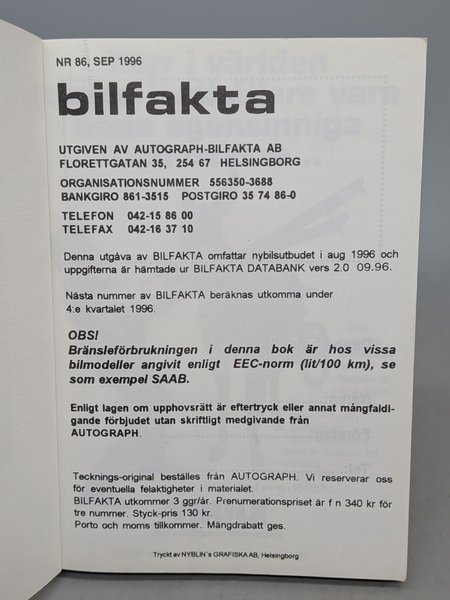 NR 86, SEP 1996
bilfakta
UTGIVEN AV AUTOGRAPH-BILFAKTA AB
FLORETTGATAN 35, 254 67 HELSINGBORG
ORGANISATIONSNUMMER 556350-3688
BANKGIRO 861-3515 POSTGIRO 35 74 86-0
TELEFON 042-15 86 00
TELEFAX 042-16 37 10
Denna utgåva av BILFAKTA omfattar nybilsutbudet i aug 1996 och
uppgifterna är hämtade ur BILFAKTA DATABANK vers 2.0 09.96.
Nästa nummer av BILFAKTA beräknas utkomma under
4:e kvartalet 1996.
OBS!
Bränsleförbrukningen i denna bok är hos vissa
bilmodeller angivit enligt EEC-norm (lit/100 km), se
som exempel SAAB.
Enligt lagen om upphovsrätt är eftertryck eller annat mångfaldi-
gande förbjudet utan skriftligt medgivande från
AUTOGRAPH.
Tecknings-original beställes från AUTOGRAPH. Vi reserverar oss
för eventuella felaktigheter i materialet.
BILFAKTA utkommer 3 ggr/år. Prenumerationspriset är f n 340 kr för
tre nummer. Styck-pris 130 kr.
Porto och moms tillkommer. Mängdrabatt ges.
Tryckt av NYBLIN´s GRAFISKA AB, Helsingborg